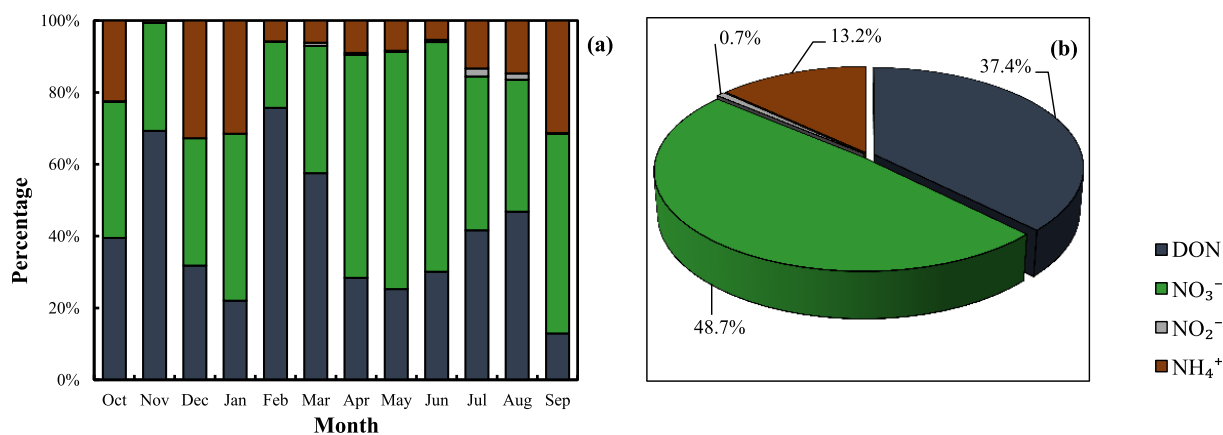 100%
80%
60%
40%
20%
0%
Percentage
Oct Nov Dec Jan Feb Mar Apr May Jun Jul Aug Sep
Month
(a)
(b)
0.7%
13.2%
37.4%
48.7%
DON
NO₃⁻
NO₂⁻
NH₄⁺